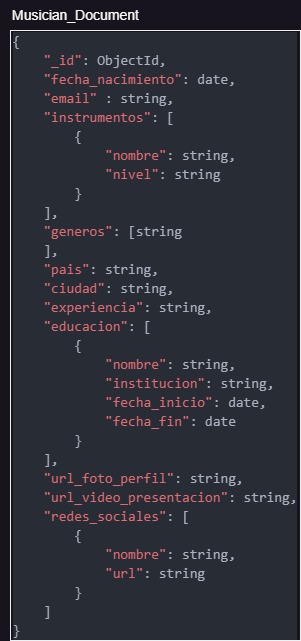 Musician_Document
{
    "_id": ObjectId,
    "fecha_nacimiento": date,
    "email" : string,
    "instrumentos": [
        {
            "nombre": string,
            "nivel": string
        }
    ],
    "generos": [string
    ],
    "pais": string,
    "ciudad": string,
    "experiencia": string,
    "educacion": [
        {
            "nombre": string,
            "institucion": string,
            "fecha_inicio": date,
            "fecha_fin": date
        }
    ],
    "url_foto_perfil": string,
    "url_video_presentacion": string,
    "redes_sociales": [
        {
            "nombre": string,
            "url": string
        }
    ]
}